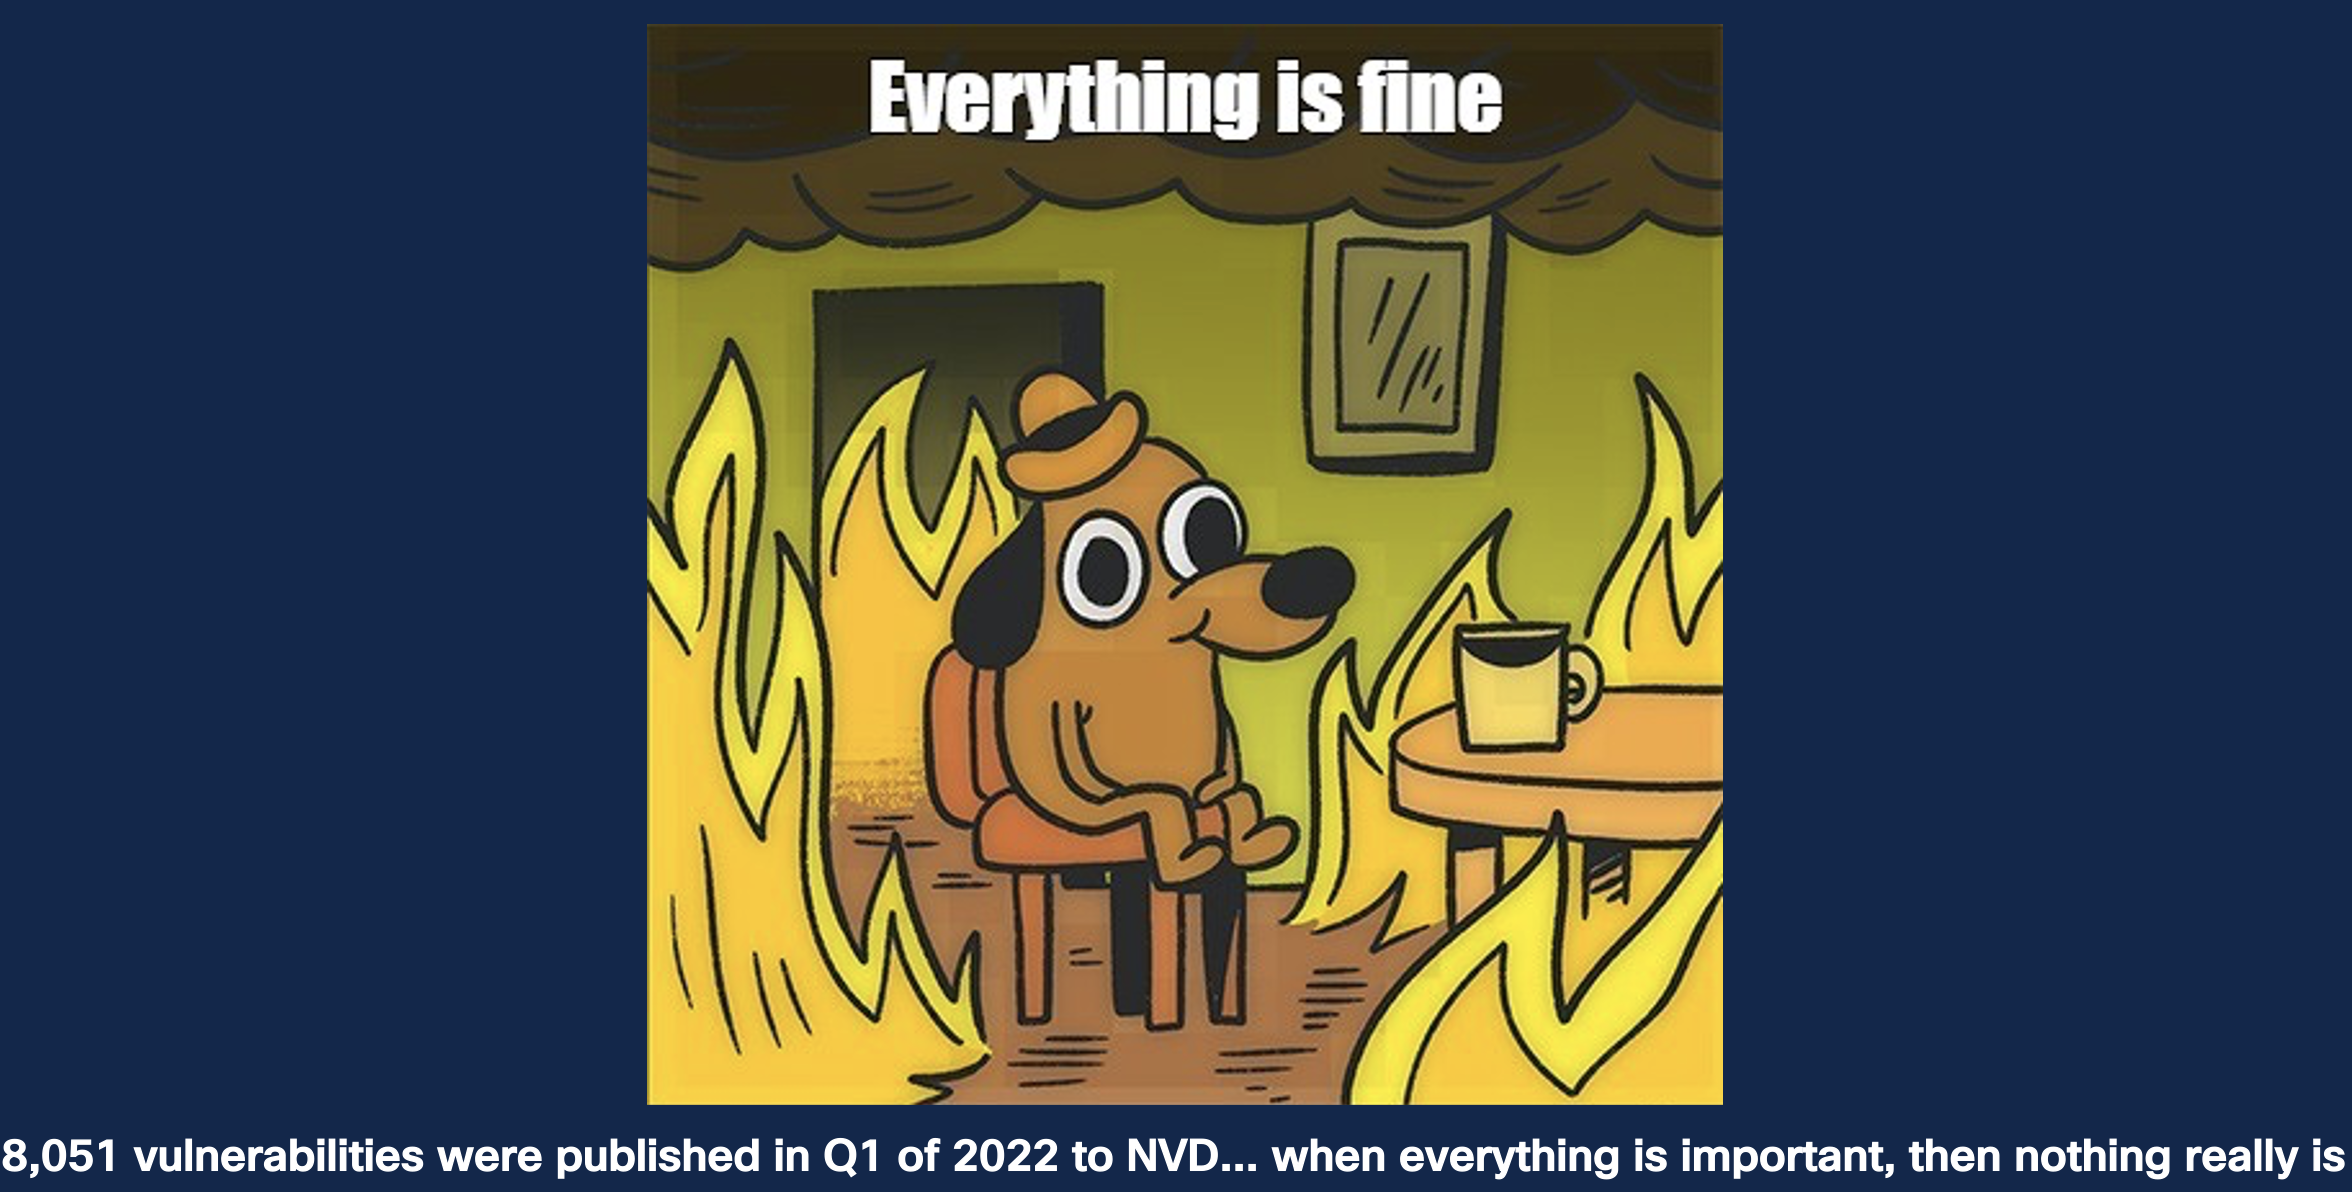 Everything is fine
8,051 vulnerabilities were published in Q1 of 2022 to NVD... when everything is important, then nothing really is